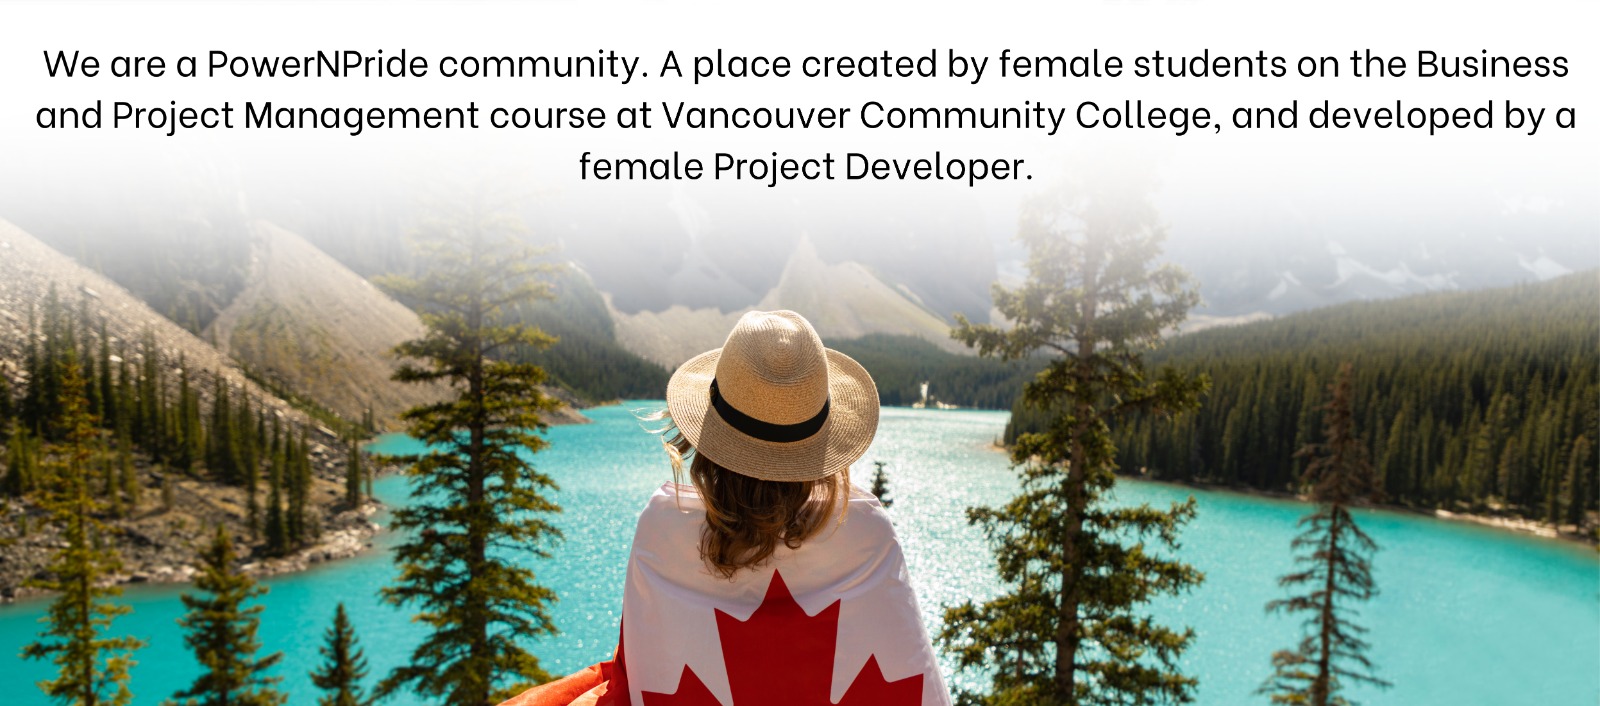 We are a PowerNPride community. A place created by female students on the Business
and Project Management course at Vancouver Community College, and developed by a
female Project Developer.